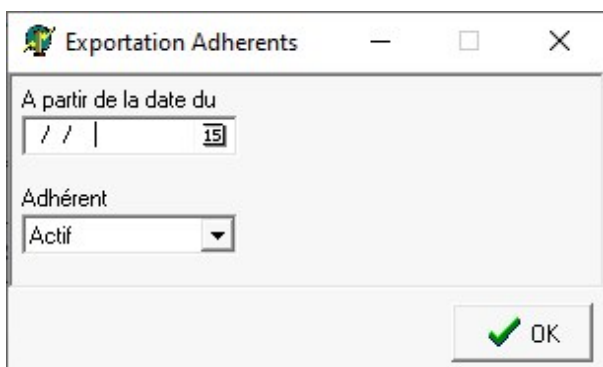 Exportation Adherents
A partir de la date du
/ /
15
Adhérent
Actif
OK